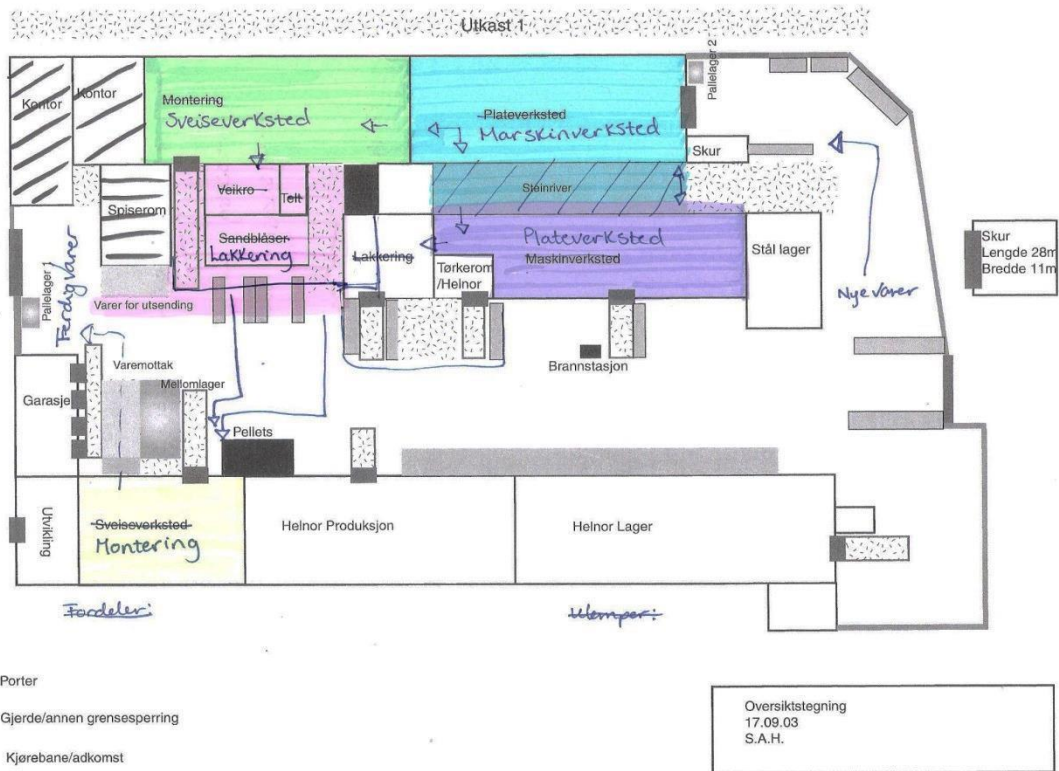 Utkast 1
Kontor
Kontor
Montering
Sveiseverksted
Plateverksted
Marskinverksted
Pallelager 2
Skur
Steinriver
Veikro
Telt
Spiserom
Sandblåser
Lakkering
Lakkering
Plateverksted
Maskinverksted
Tørkerom
/Helnor
Stål lager
Skur
Lengde 28m
Bredde 11m
Nye varer
Pallelager 1
Ferdigvarer
Varer for utsending
Varemottak
Mellomlager
Brannstasjon
Garasje
Pellets
Utvikling
Sveiseverksted
Montering
Helnor Produksjon
Helnor Lager
Fordeler:
Ulemper:
Porter
Gjerde/annen grensesperring
Kjørebane/adkomst
Oversiktstegning
17.09.03
S.A.H.